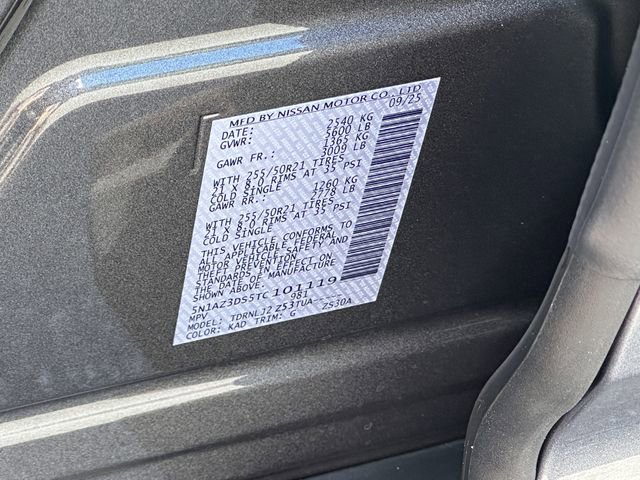 MFD BY NISSAN MOTOR CO., LTD
DATE: 09/25
GVWR: 2540 KG
5600 LB
GAWR FR.: 1365 KG
3009 LB
WITH 255/50R21 TIRES
21 X 8.0 RIMS AT 35 PSI
COLD SINGLE
GAWR RR.: 1260 KG
2778 LB
WITH 255/50R21 TIRES
21 X 8.0 RIMS AT 35 PSI
COLD SINGLE
THIS VEHICLE CONFORMS TO
ALL APPLICABLE FEDERAL
MOTOR VEHICLE SAFETY AND
THEFT PREVENTION
STANDARDS IN EFFECT ON
THE DATE OF MANUFACTURE
SHOWN ABOVE.
5N1AZ3DS5TC101119
MPV 981
MODEL: TDRNLJ2 ZS3TUA- ZS30A
COLOR: KAD TRIM: G